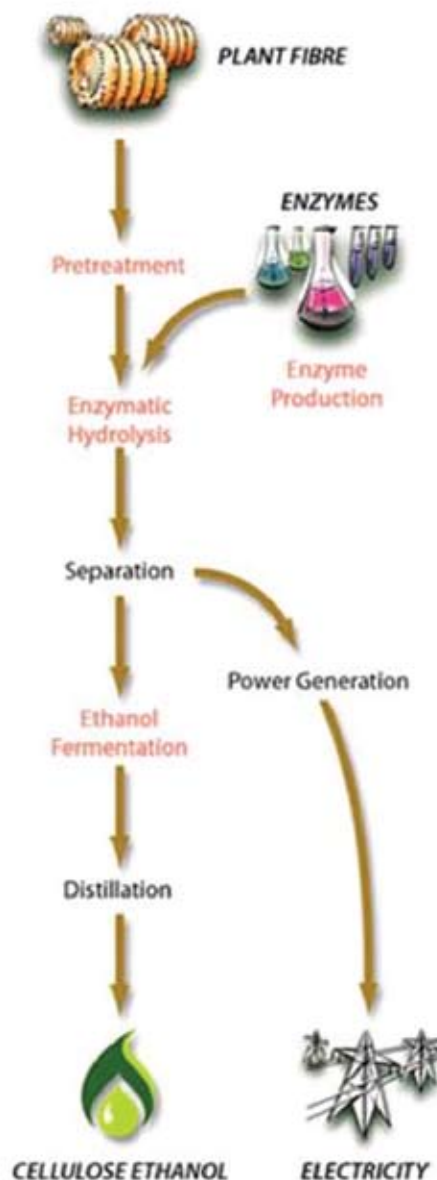 PLANT FIBRE
ENZYMES
Pretreatment
Enzyme
Production
Enzymatic
Hydrolysis
Separation
Power Generation
Ethanol
Fermentation
Distillation
CELLULOSE ETHANOL
ELECTRICITY